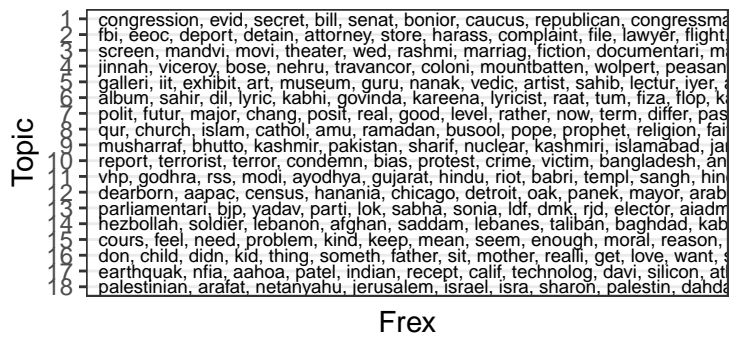 Topic
1 congression, evid, secret, bill, senat, bonior, caucus, republican, congressma
2 fbi, eeoc, deport, detain, attorney, store, harass, complaint, file, lawyer, flight,
3 screen, mandvi, movi, theater, wed, rashmi, marriag, fiction, documentari, m
4 jinnah, viceroy, bose, nehru, travancor, coloni, mountbatten, wolpert, peasan
5 galleri, iit, exhibit, art, museum, guru, nanak, vedic, artist, sahib, lectur, iyer, a
6 album, sahir, dil, lyric, kabhi, govinda, kareena, lyricist, raat, tum, fiza, flop, k
7 polit, futur, major, chang, posit, real, good, level, rather, now, term, differ, pas
8 qur, church, islam, cathol, amu, ramadan, busool, pope, prophet, religion, fai
9 musharraf, bhutto, kashmir, pakistan, sharif, nuclear, kashmiri, islamabad, ja
10 report, terrorist, terror, condemn, bias, protest, crime, victim, bangladesh, an
11 vhp, godhra, rss, modi, ayodhya, gujarat, hindu, riot, babri, templ, sangh, hin
12 dearborn, aapac, census, hanania, chicago, detroit, oak, panek, mayor, arab
13 parliamentari, bjp, yadav, parti, lok, sabha, sonia, ldf, dmk, rjd, elector, aiadm
14 hezbollah, soldier, lebanon, afghan, saddam, lebanes, taliban, baghdad, kab
15 cours, feel, need, problem, kind, keep, mean, seem, enough, moral, reason,
16 don, child, didn, kid, thing, someth, father, sit, mother, realli, get, love, want, s
17 earthquak, nfia, aahoa, patel, indian, recept, calif, technolog, davi, silicon, at
18 palestinian, arafat, netanyahu, jerusalem, israel, isra, sharon, palestin, dahda
Frex